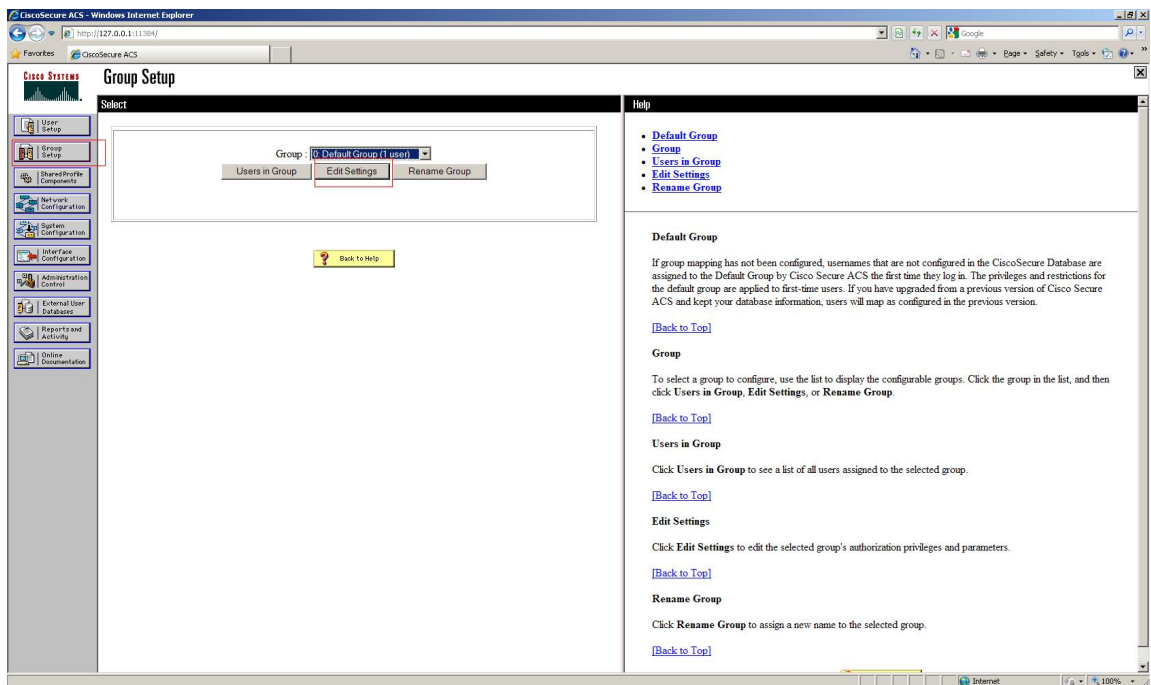 CiscoSecure ACS - Windows Internet Explorer
http://127.0.0.1:11384/
Google
Favorites
CiscoSecure ACS
Page
Safety
Tools
CISCO SYSTEMS
Group Setup
Select
Help
User Setup
Group Setup
Shared Profile Components
Network Configuration
System Configuration
Interface Configuration
Administration Control
External User Databases
Reports and Activity
Online Documentation
Group : 0: Default Group (1 user)
Users in Group
Edit Settings
Rename Group
Back to Help
Default Group
Group
Users in Group
Edit Settings
Rename Group
Default Group
If group mapping has not been configured, usernames that are not configured in the CiscoSecure Database are
assigned to the Default Group by Cisco Secure ACS the first time they log in. The privileges and restrictions for
the default group are applied to first-time users. If you have upgraded from a previous version of Cisco Secure
ACS and kept your database information, users will map as configured in the previous version.
[Back to Top]
Group
To select a group to configure, use the list to display the configurable groups. Click the group in the list, and then
click Users in Group, Edit Settings, or Rename Group.
[Back to Top]
Users in Group
Click Users in Group to see a list of all users assigned to the selected group.
[Back to Top]
Edit Settings
Click Edit Settings to edit the selected group's authorization privileges and parameters.
[Back to Top]
Rename Group
Click Rename Group to assign a new name to the selected group.
[Back to Top]
Internet
100%